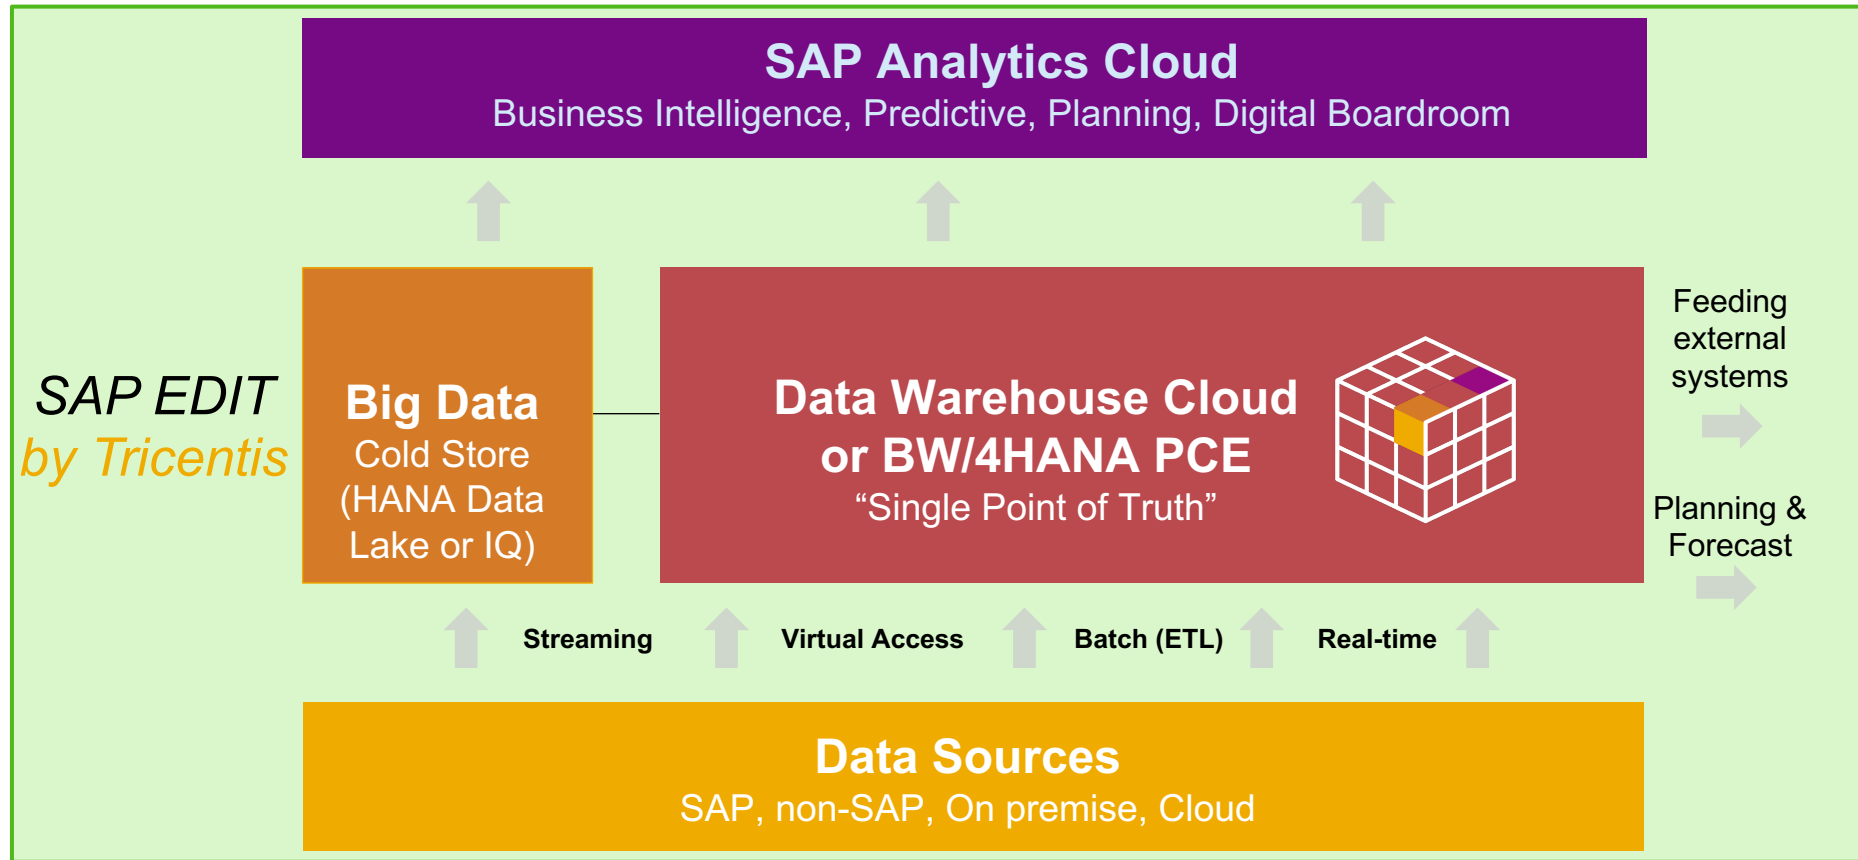 SAP Analytics Cloud
Business Intelligence, Predictive, Planning, Digital Boardroom
SAP EDIT
by Tricentis
Big Data
Cold Store
(HANA Data
Lake or IQ)
Data Warehouse Cloud
or BW/4HANA PCE
“Single Point of Truth”
Feeding
external
systems
Planning &
Forecast
Streaming
Virtual Access
Batch (ETL)
Real-time
Data Sources
SAP, non-SAP, On premise, Cloud